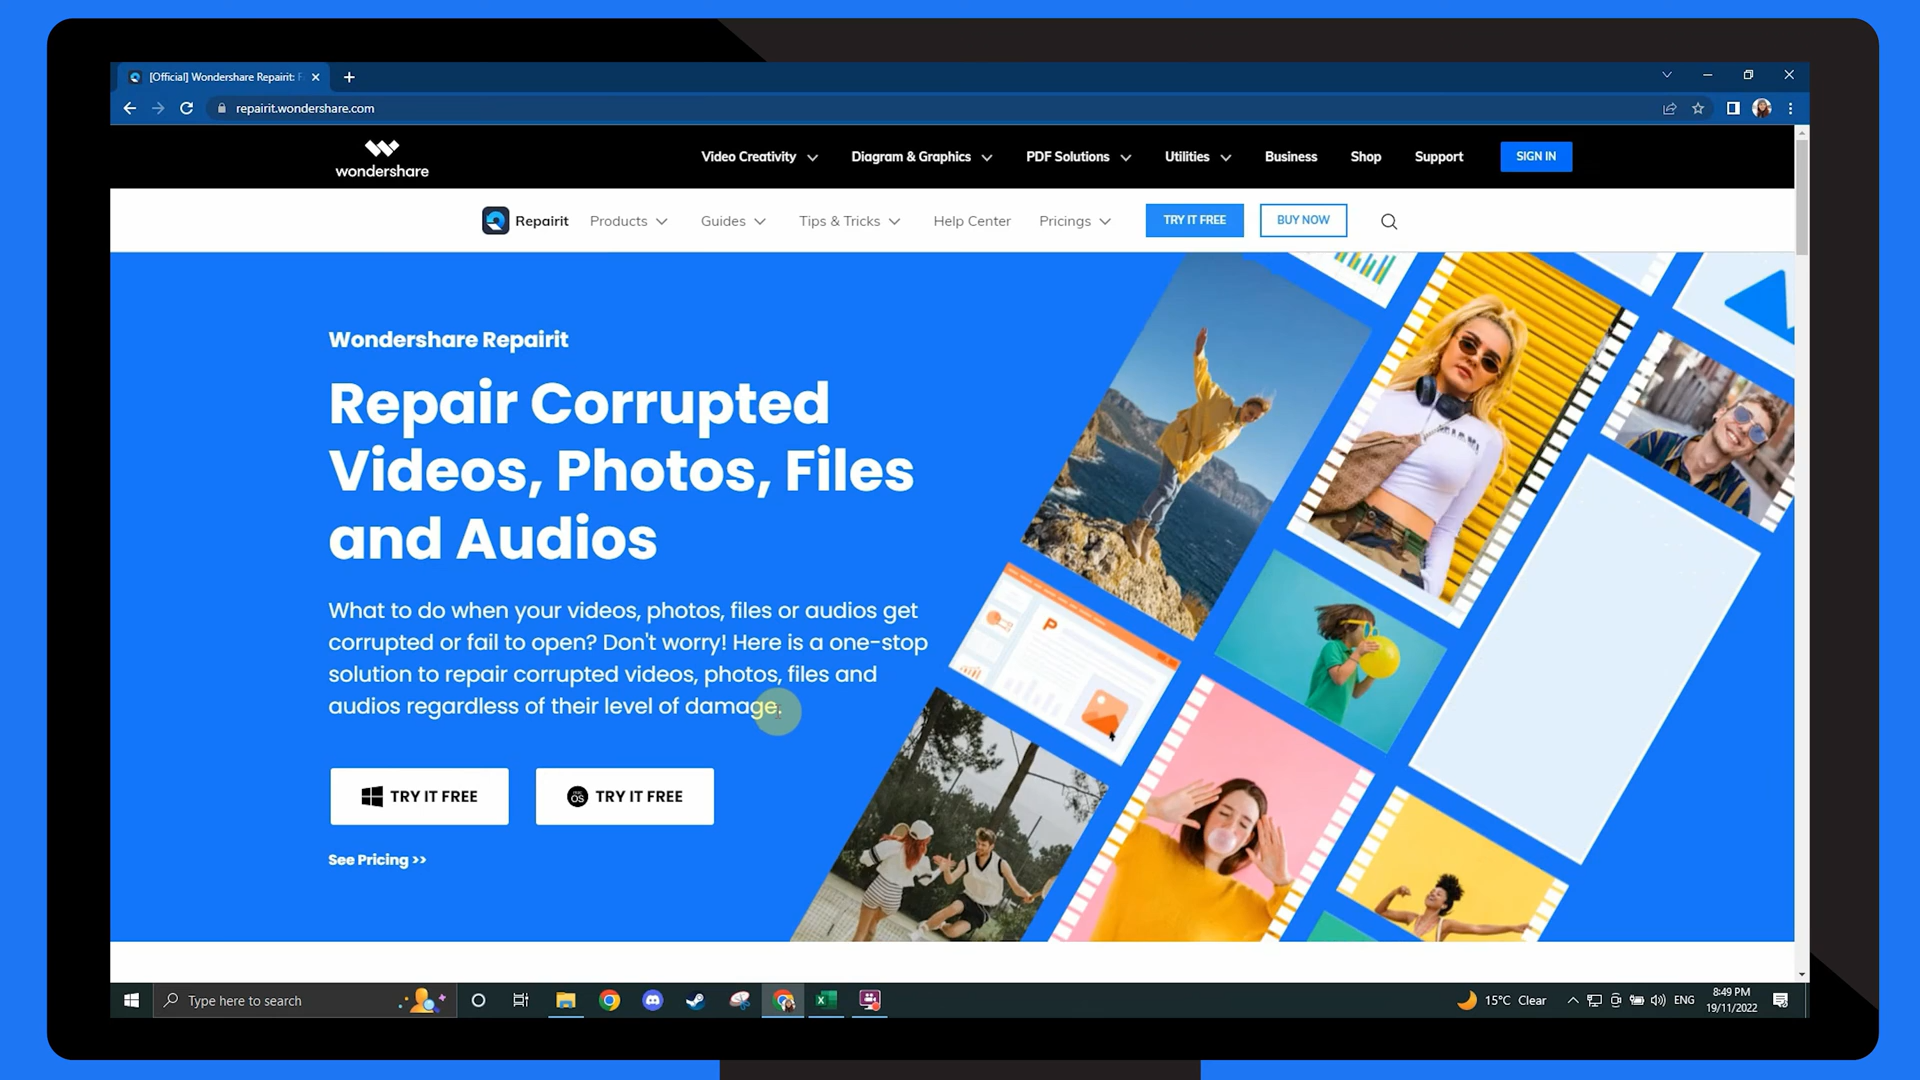 [Official] Wondershare Repairit: F
repairit.wondershare.com
wondershare
Video Creativity
Diagram & Graphics
PDF Solutions
Utilities
Business
Shop
Support
SIGN IN
Repairit
Products
Guides
Tips & Tricks
Help Center
Pricings
TRY IT FREE
BUY NOW
Wondershare Repairit
Repair Corrupted
Videos, Photos, Files
and Audios
What to do when your videos, photos, files or audios get
corrupted or fail to open? Don't worry! Here is a one-stop
solution to repair corrupted videos, photos, files and
audios regardless of their level of damage.
TRY IT FREE
macOS TRY IT FREE
See Pricing >>
P
Type here to search
15°C Clear
ENG
8:49 PM
19/11/2022